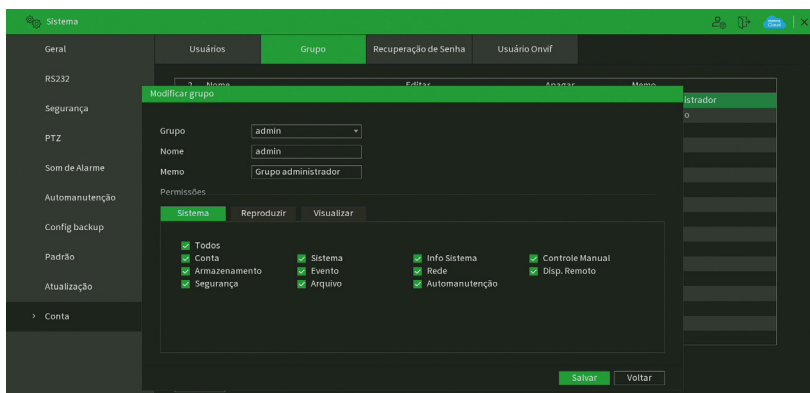 Sistema
Geral
Usuários Grupo Recuperação de Senha Usuário Onvif
RS232
2 Nome Editar Apagar Memo
Modificar grupo
istrador
Segurança
o
Grupo admin
PTZ
Nome admin
Som de Alarme
Memo Grupo administrador
Permissões
Automanutenção
Sistema Reproduzir Visualizar
Config backup
Todos
Padrão
Conta Sistema Info Sistema Controle Manual
Armazenamento Evento Rede Disp. Remoto
Atualização
Segurança Arquivo Automanutenção
> Conta
Salvar Voltar